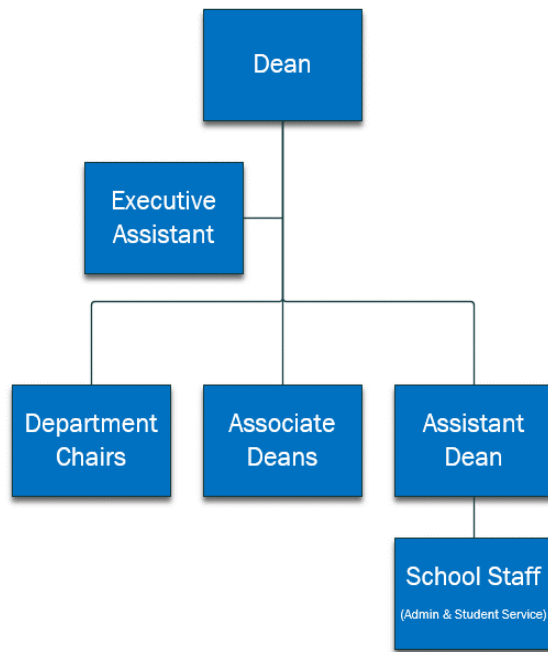 Dean
Executive
Assistant
Department
Chairs
Associate
Deans
Assistant
Dean
School Staff
(Admin & Student Service)